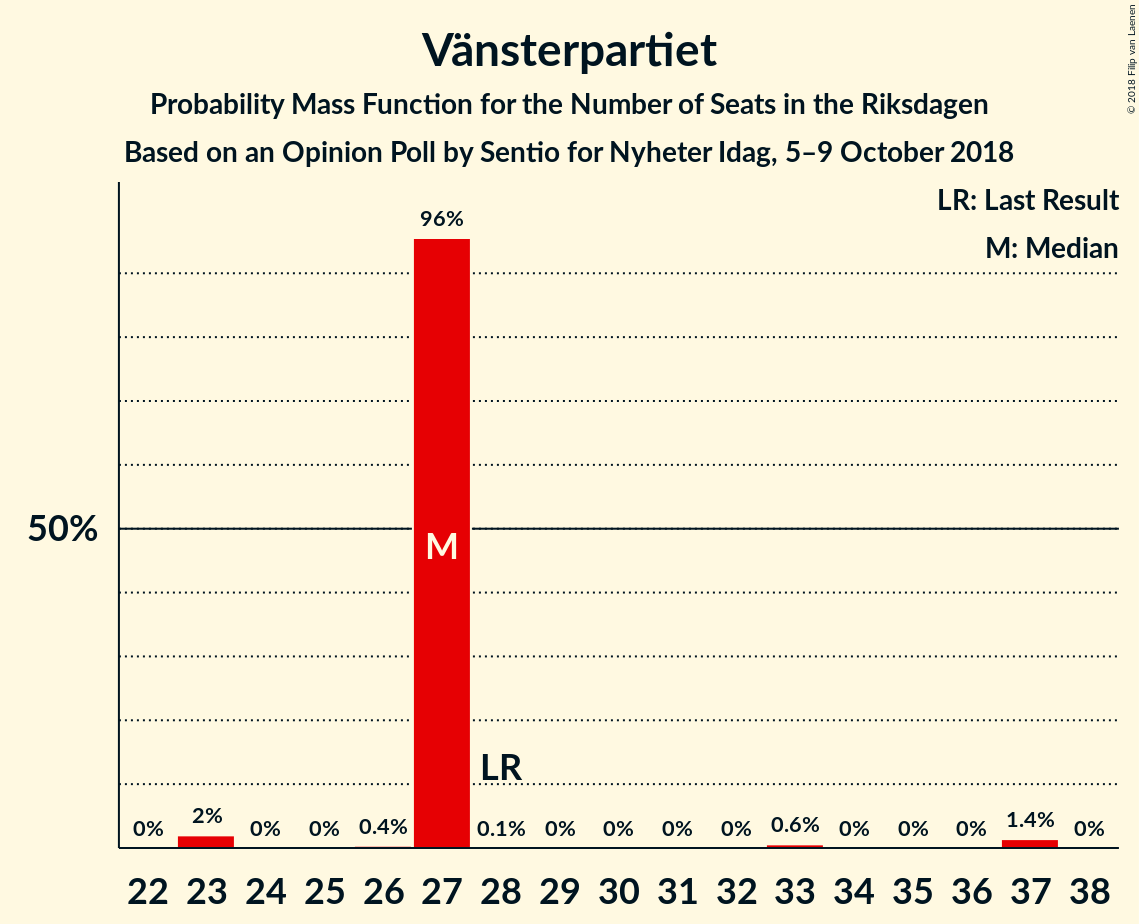 Vänsterpartiet
Probability Mass Function for the Number of Seats in the Riksdagen
Based on an Opinion Poll by Sentio for Nyheter Idag, 5–9 October 2018
© 2018 Filip van Laenen
LR: Last Result
M: Median
96%
50%
M
LR
0% 2% 0% 0% 0.4% 0.1% 0% 0% 0% 0% 0.6% 0% 0% 0% 1.4% 0%
22 23 24 25 26 27 28 29 30 31 32 33 34 35 36 37 38